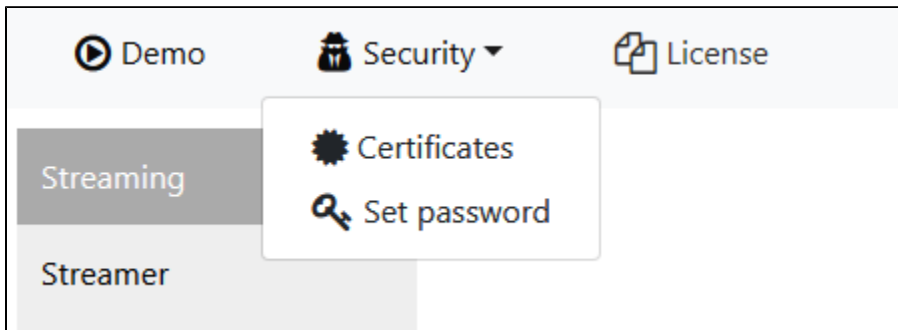 Demo Security License
Certificates
Streaming
Set password
Streamer